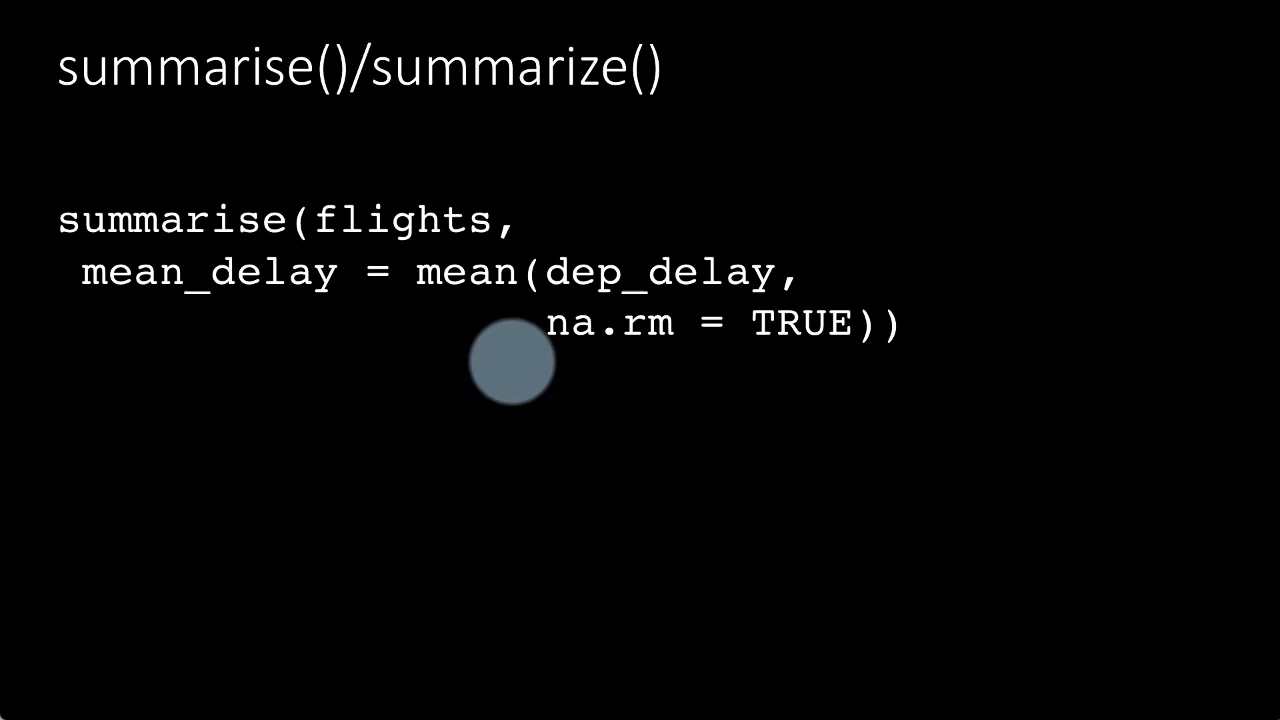 summarise()/summarize()
summarise(flights,
mean_delay = mean(dep_delay,
na.rm = TRUE))